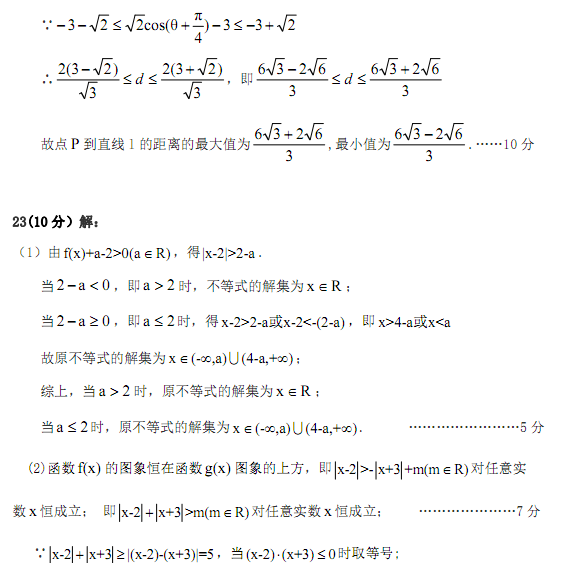 ∵ −3−√2 ≤ √2cos(θ+π/4)−3 ≤ −3+√2
∴ 2(3−√2)/√3 ≤ d ≤ 2(3+√2)/√3，即 (6√3−2√6)/3 ≤ d ≤ (6√3+2√6)/3
故点 P 到直线 l 的距离的最大值为 (6√3+2√6)/3，最小值为 (6√3−2√6)/3．……10 分
23(10 分）解：
（1）由 f(x)+a-2>0(a∈R)，得 |x-2|>2-a．
当 2−a<0，即 a>2 时，不等式的解集为 x∈R；
当 2−a≥0，即 a≤2 时，得 x-2>2-a或x-2<-(2-a)，即 x>4-a或x<a
故原不等式的解集为 x∈(-∞,a)∪(4-a,+∞)；
综上，当 a>2 时，原不等式的解集为 x∈R；
当 a≤2 时，原不等式的解集为 x∈(-∞,a)∪(4-a,+∞)． ……………………5 分
(2)函数 f(x) 的图象恒在函数 g(x) 图象的上方，即 |x-2|>-|x+3|+m(m∈R) 对任意实
数 x 恒成立； 即 |x-2|+|x+3|>m(m∈R) 对任意实数 x 恒成立； …………………7 分
∵ |x-2|+|x+3|≥|(x-2)-(x+3)|=5，当 (x-2)·(x+3)≤0 时取等号；